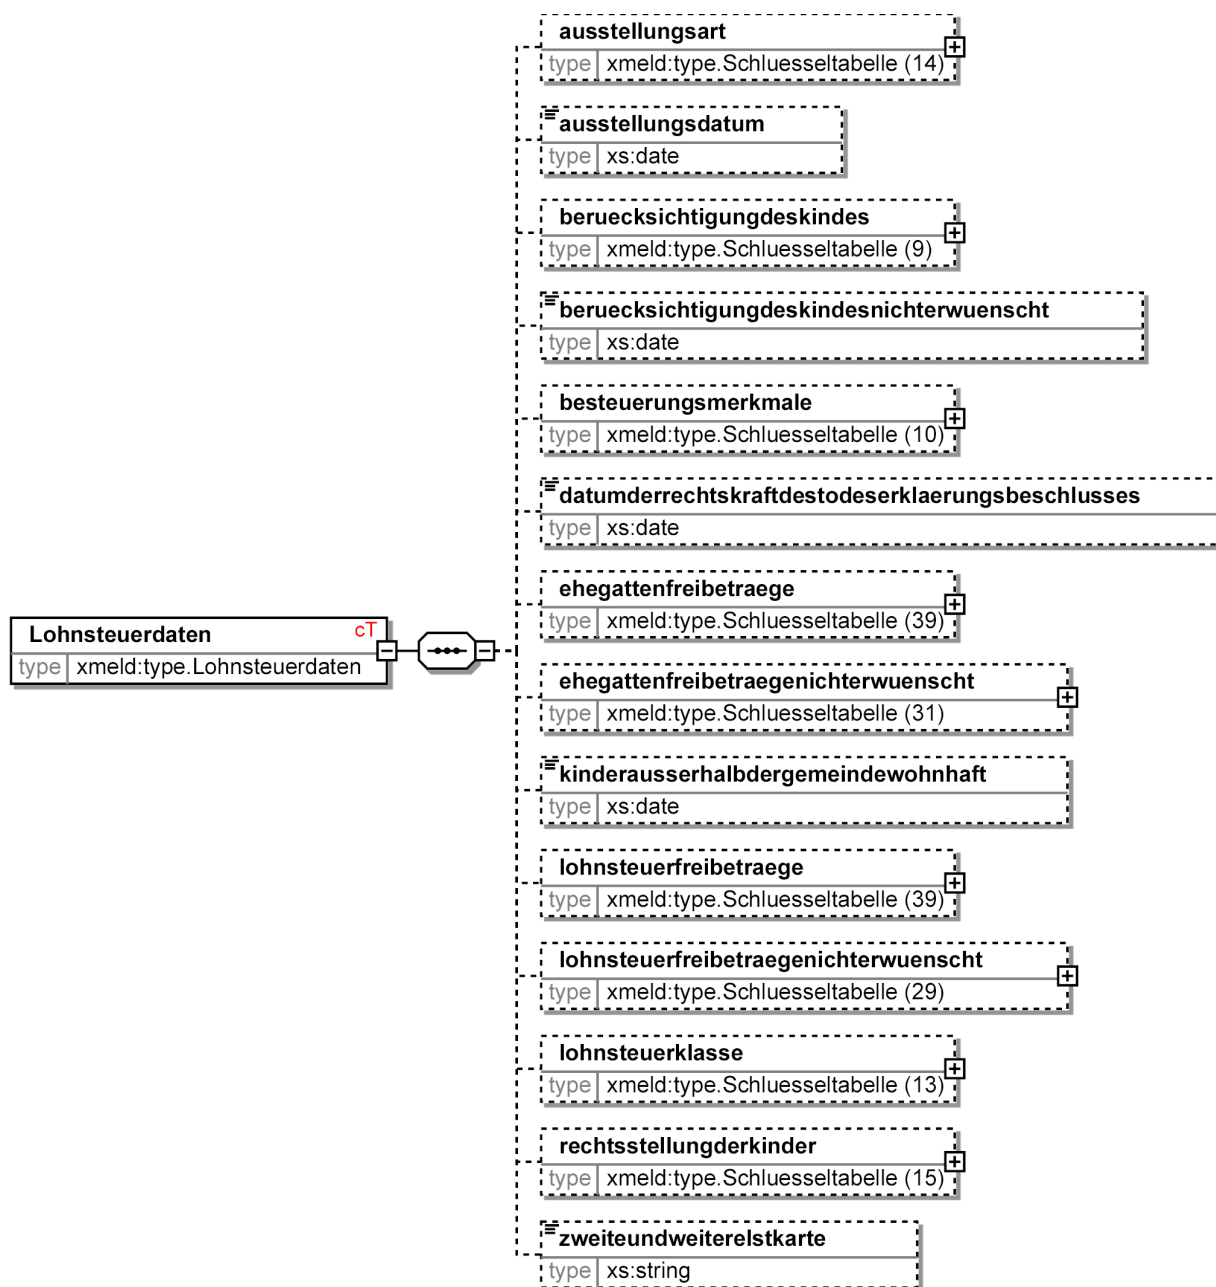 ausstellungsart
type xmeld:type.Schluesseltabelle (14)
ausstellungsdatum
type xs:date
beruecksichtigungdeskindes
type xmeld:type.Schluesseltabelle (9)
beruecksichtigungdeskindesnichterwuenscht
type xs:date
besteuerungsmerkmale
type xmeld:type.Schluesseltabelle (10)
datumderrechtskraftdestodeserklaerungsbeschlusses
type xs:date
ehegattenfreibetraege
type xmeld:type.Schluesseltabelle (39)
Lohnsteuerdaten cT
type xmeld:type.Lohnsteuerdaten
ehegattenfreibetraegenichterwuenscht
type xmeld:type.Schluesseltabelle (31)
kinderausserhalbdergemeindewohnhaft
type xs:date
lohnsteuerfreibetraege
type xmeld:type.Schluesseltabelle (39)
lohnsteuerfreibetraegenichterwuenscht
type xmeld:type.Schluesseltabelle (29)
lohnsteuerklasse
type xmeld:type.Schluesseltabelle (13)
rechtsstellungderkinder
type xmeld:type.Schluesseltabelle (15)
zweiteundweiterelstkarte
type xs:string